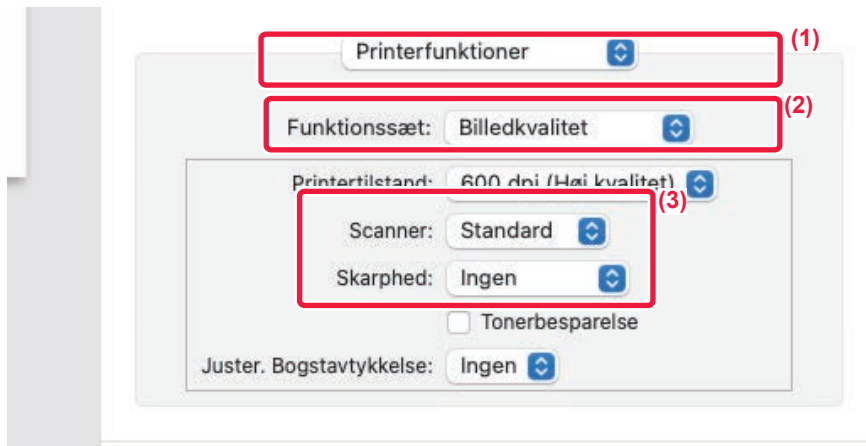 Printerfunktioner
(1)
(2)
Funktionssæt: Billedkvalitet
Printertilstand: 600 dpi (Høj kvalitet)
(3)
Scanner: Standard
Skarphed: Ingen
Tonerbesparelse
Juster. Bogstavtykkelse: Ingen